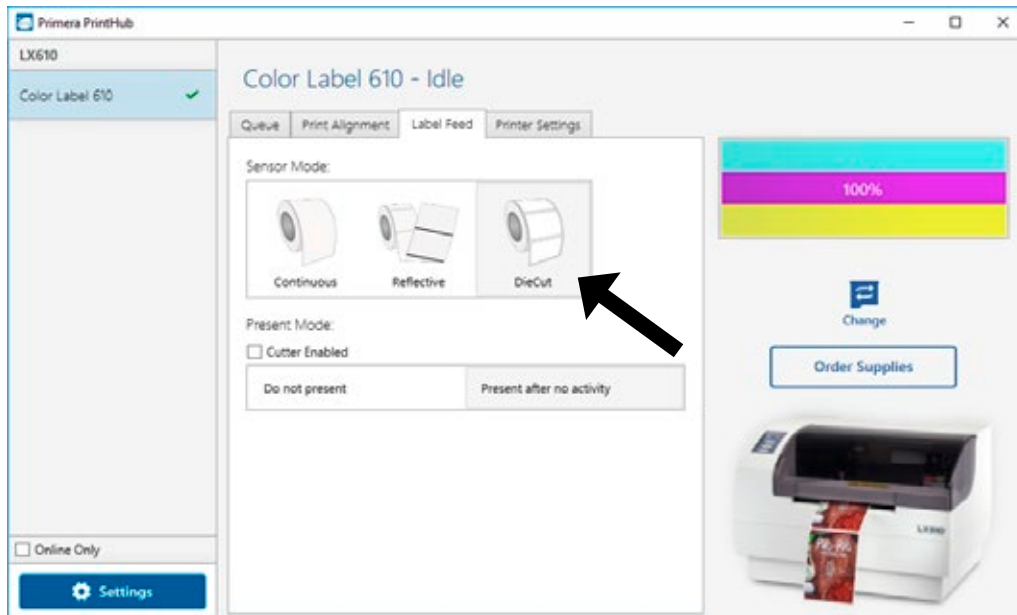 Primera PrintHub
LX610
Color Label 610
Color Label 610 - Idle
Queue
Print Alignment
Label Feed
Printer Settings
Sensor Mode:
Continuous
Reflective
DieCut
Present Mode:
Cutter Enabled
Do not present
Present after no activity
100%
Change
Order Supplies
Online Only
Settings